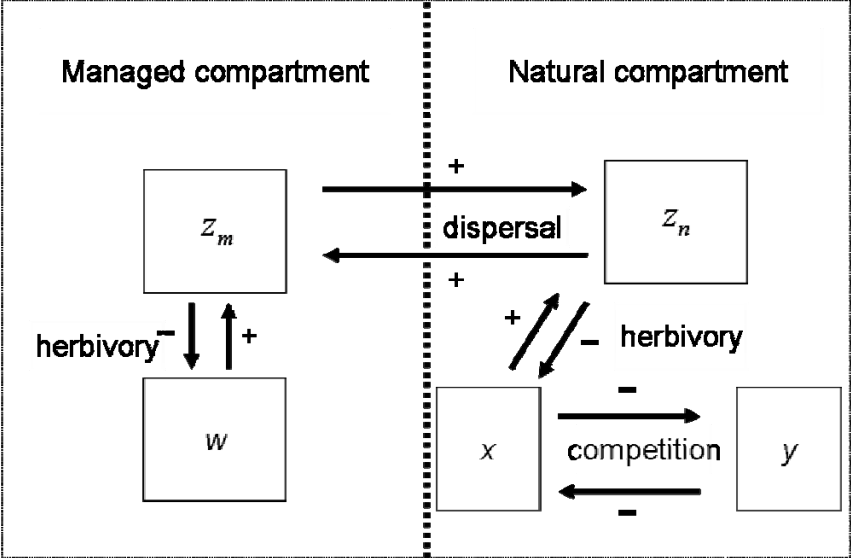 Managed compartment
Natural compartment
+
z_m
dispersal
z_n
+
herbivory
−
+
+
−
herbivory
w
x
−
competition
−
y